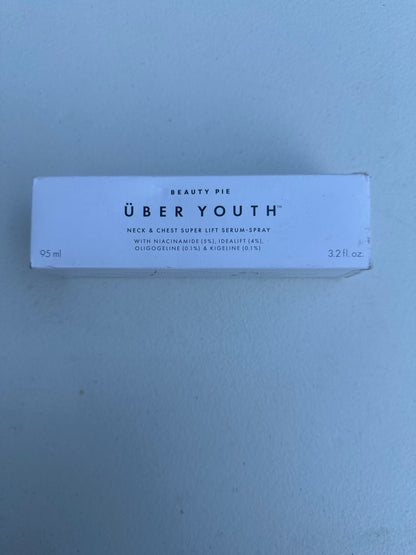 BEAUTY PIE
ÜBER YOUTH™
NECK & CHEST SUPER LIFT SERUM-SPRAY
WITH NIACINAMIDE (5%), IDEALIFT (4%),
OLIGOGELINE (0.1%) & KIGELINE (0.1%)
95 ml
3.2 fl. oz.